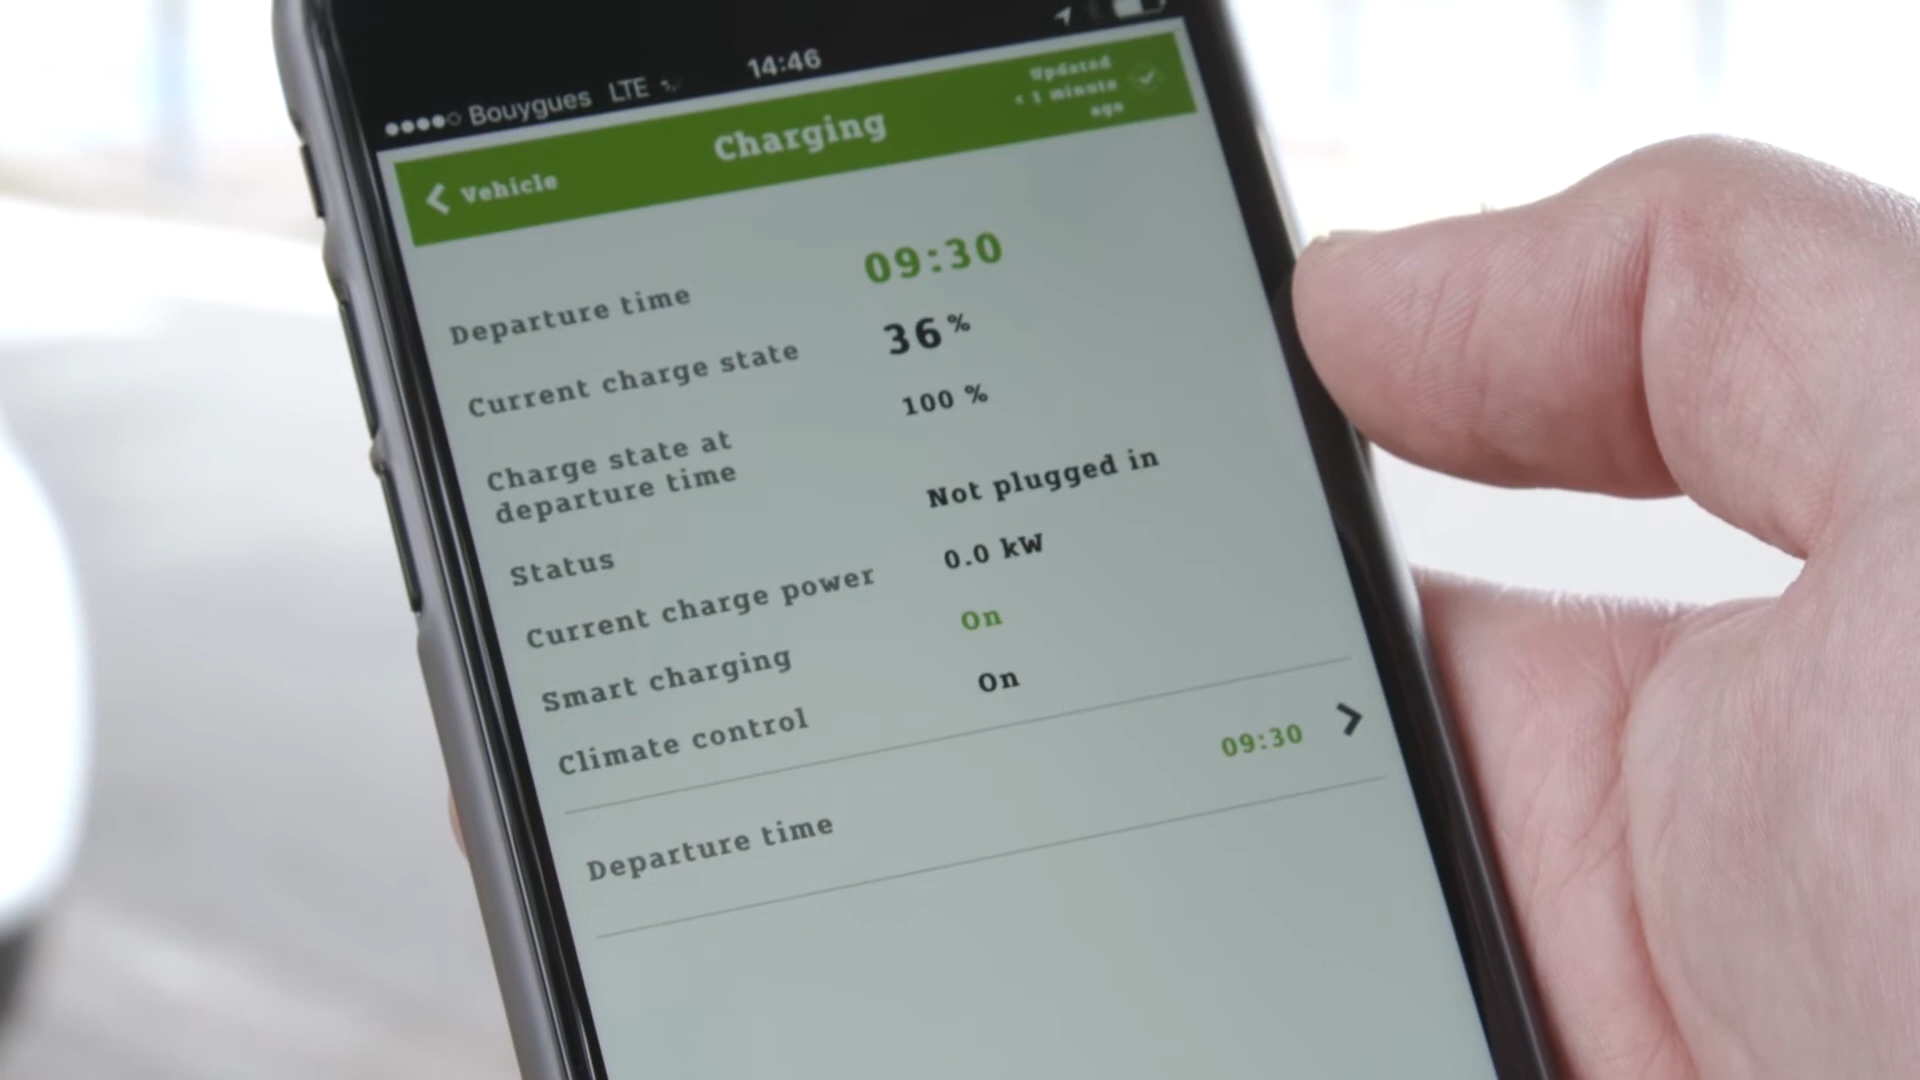 Bouygues LTE 14:46
Vehicle
Charging
Updated
< 1 minute
ago
Departure time 09:30
Current charge state 36 %
Charge state at
departure time 100 %
Status Not plugged in
Current charge power 0.0 kW
Smart charging On
Climate control On
Departure time 09:30